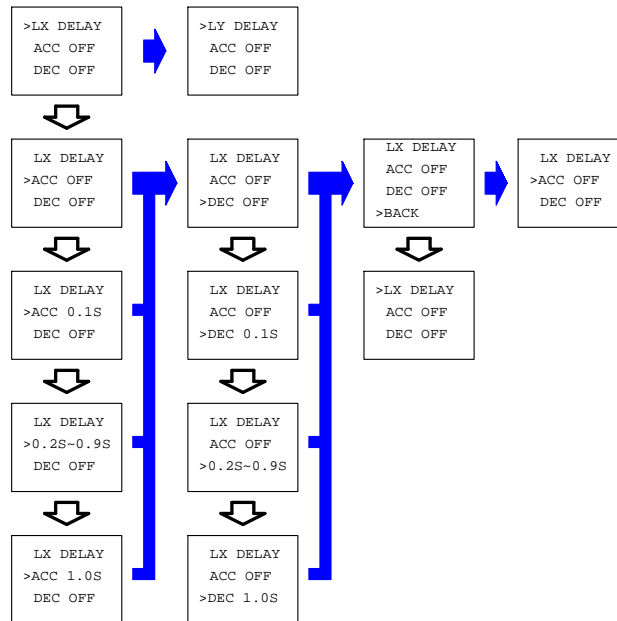 >LX DELAY
ACC OFF
DEC OFF
>LY DELAY
ACC OFF
DEC OFF
LX DELAY
>ACC OFF
DEC OFF
LX DELAY
ACC OFF
>DEC OFF
LX DELAY
ACC OFF
DEC OFF
>BACK
LX DELAY
>ACC OFF
DEC OFF
LX DELAY
>ACC 0.1S
DEC OFF
LX DELAY
ACC OFF
>DEC 0.1S
>LX DELAY
ACC OFF
DEC OFF
LX DELAY
>0.2S~0.9S
DEC OFF
LX DELAY
ACC OFF
>0.2S~0.9S
LX DELAY
>ACC 1.0S
DEC OFF
LX DELAY
ACC OFF
>DEC 1.0S